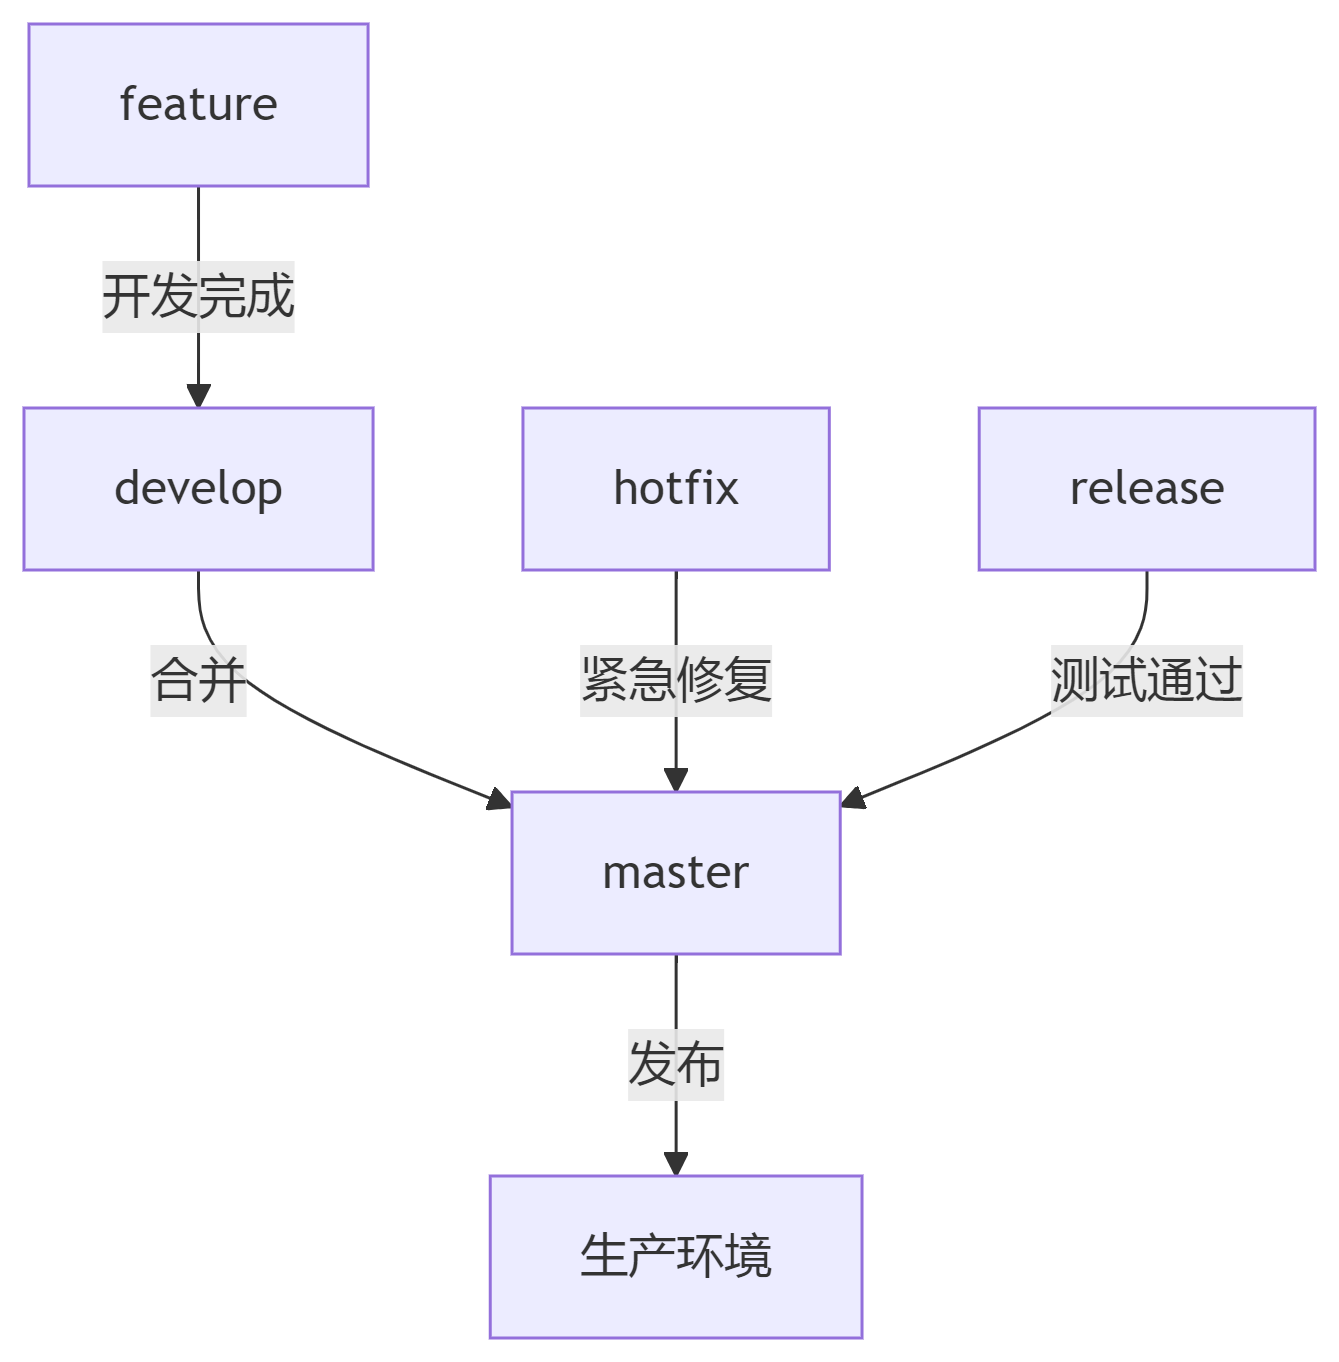 feature
开发完成
develop
hotfix
release
合并
紧急修复
测试通过
master
发布
生产环境